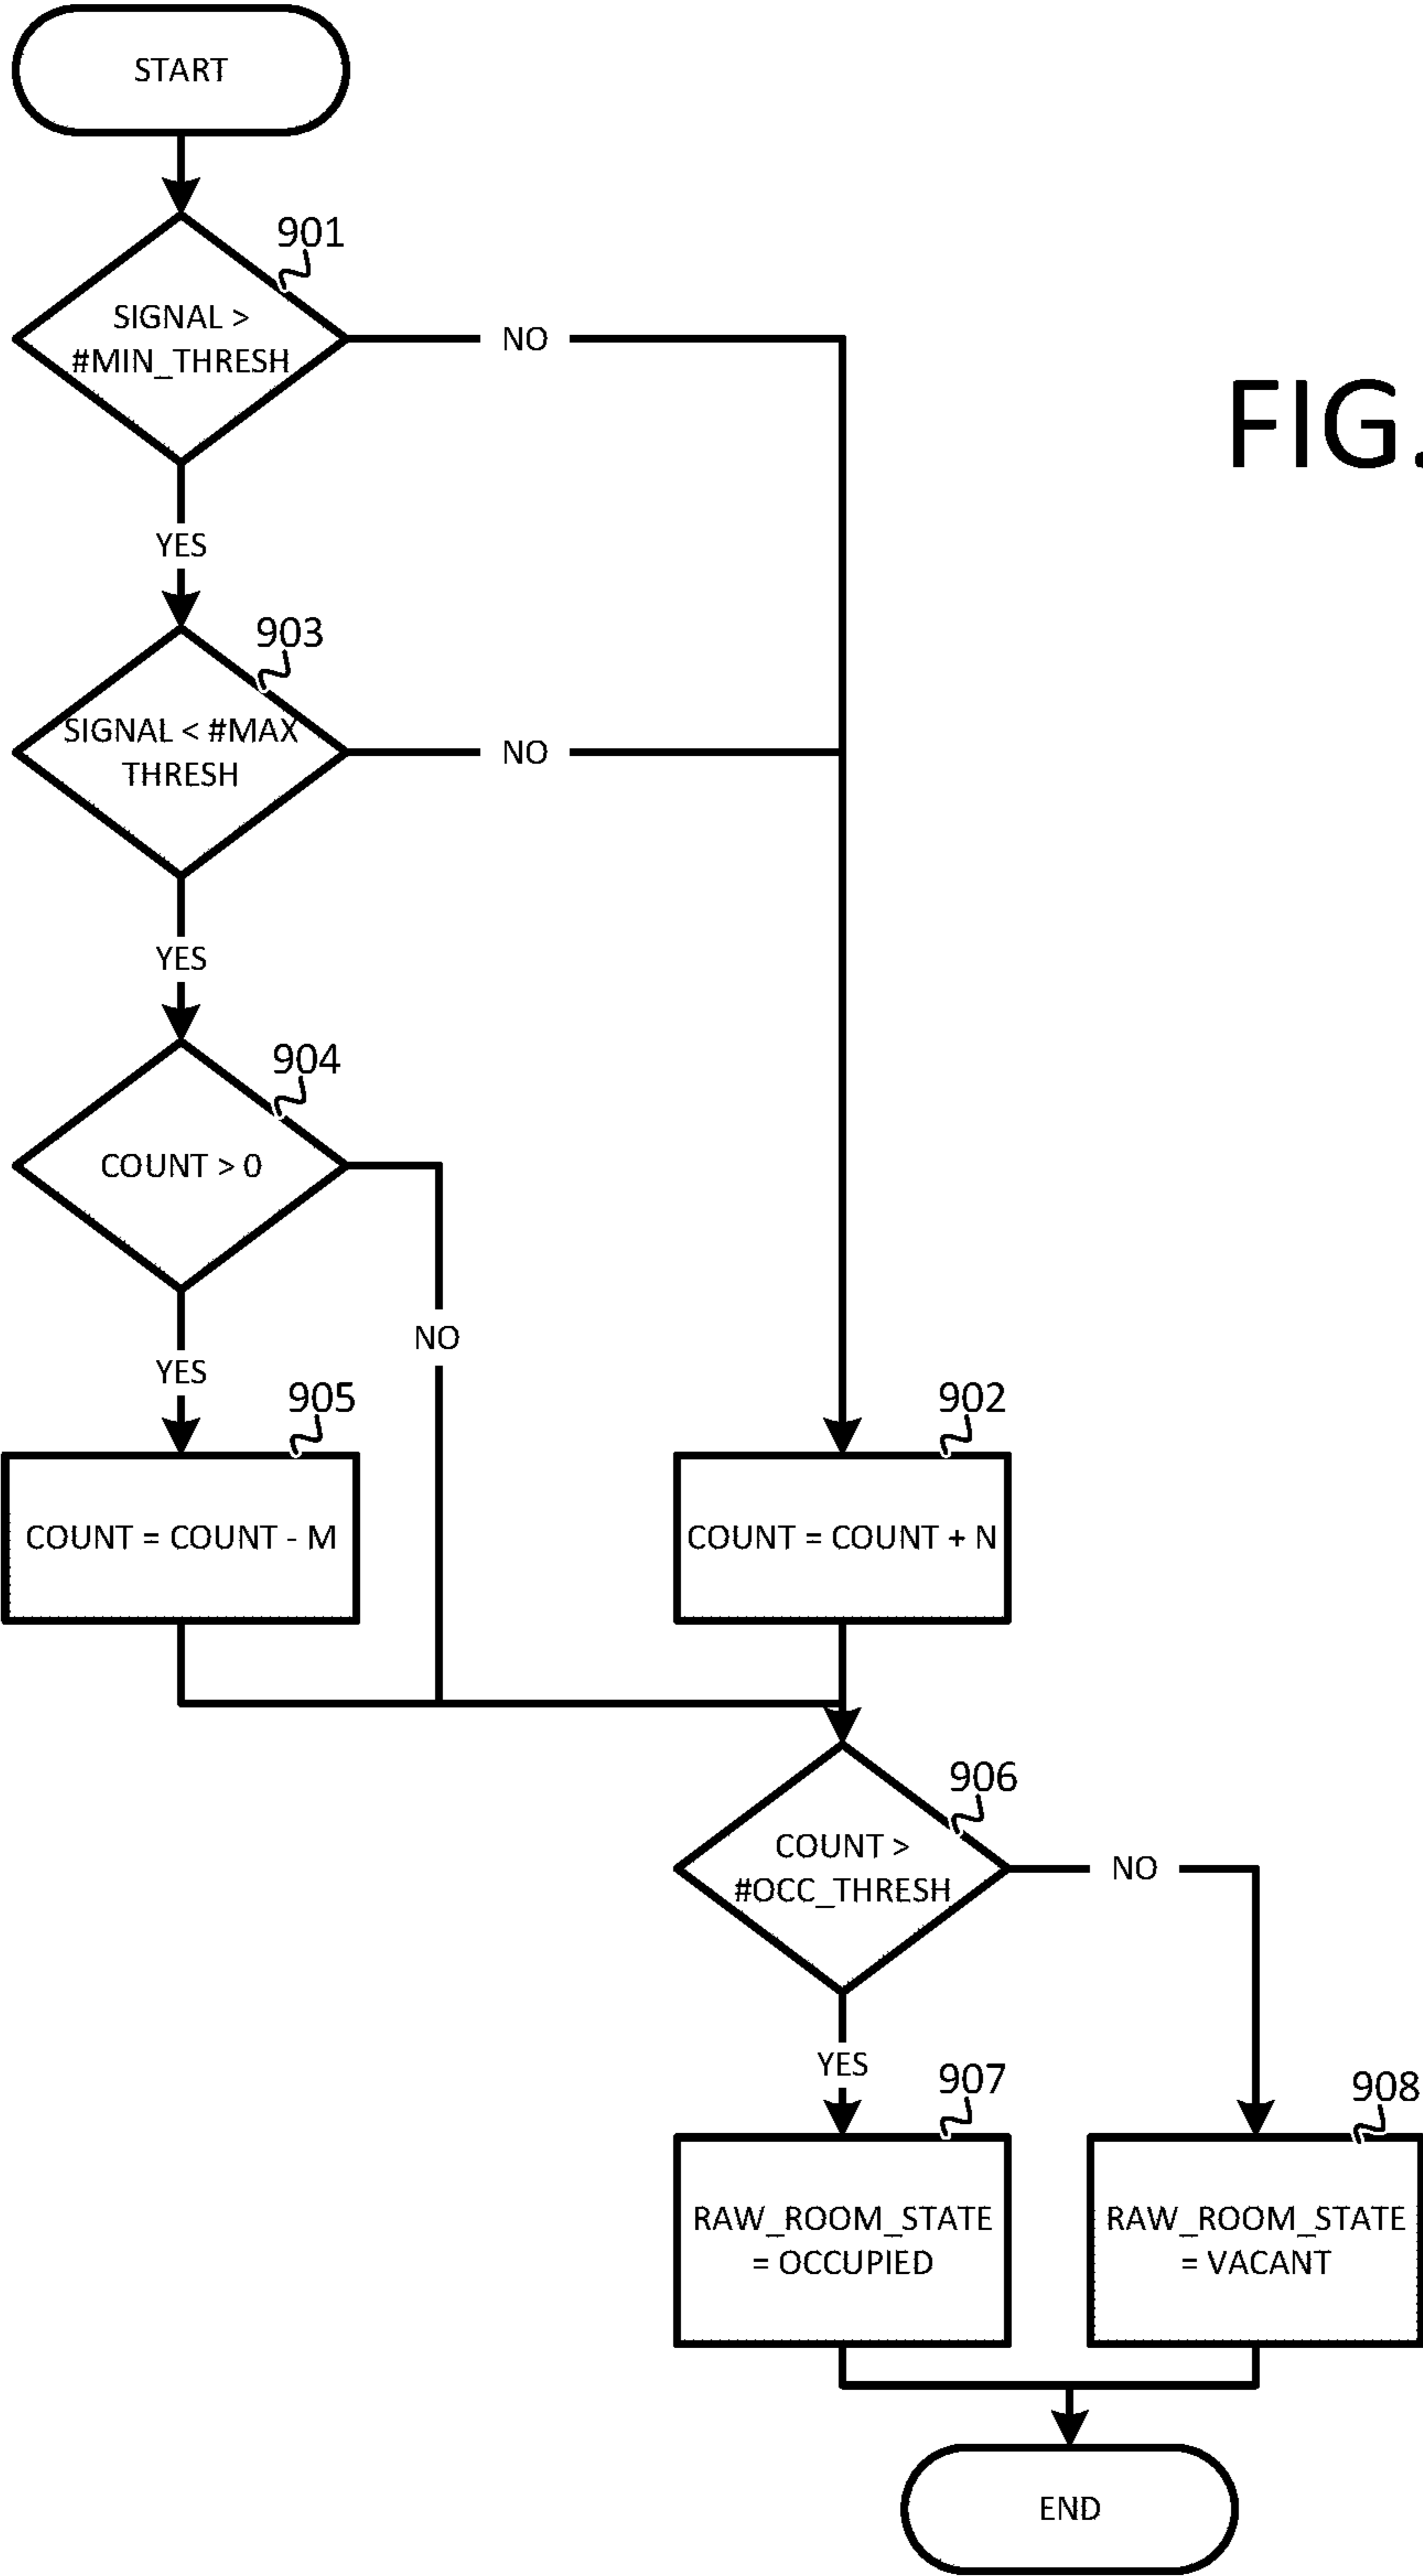 START
901
SIGNAL >
#MIN_THRESH
NO
FIG.
YES
903
SIGNAL < #MAX
THRESH
NO
YES
904
COUNT > 0
NO
YES
905
902
COUNT = COUNT - M
COUNT = COUNT + N
906
COUNT >
#OCC_THRESH
NO
YES
907
908
RAW_ROOM_STATE
= OCCUPIED
RAW_ROOM_STATE
= VACANT
END